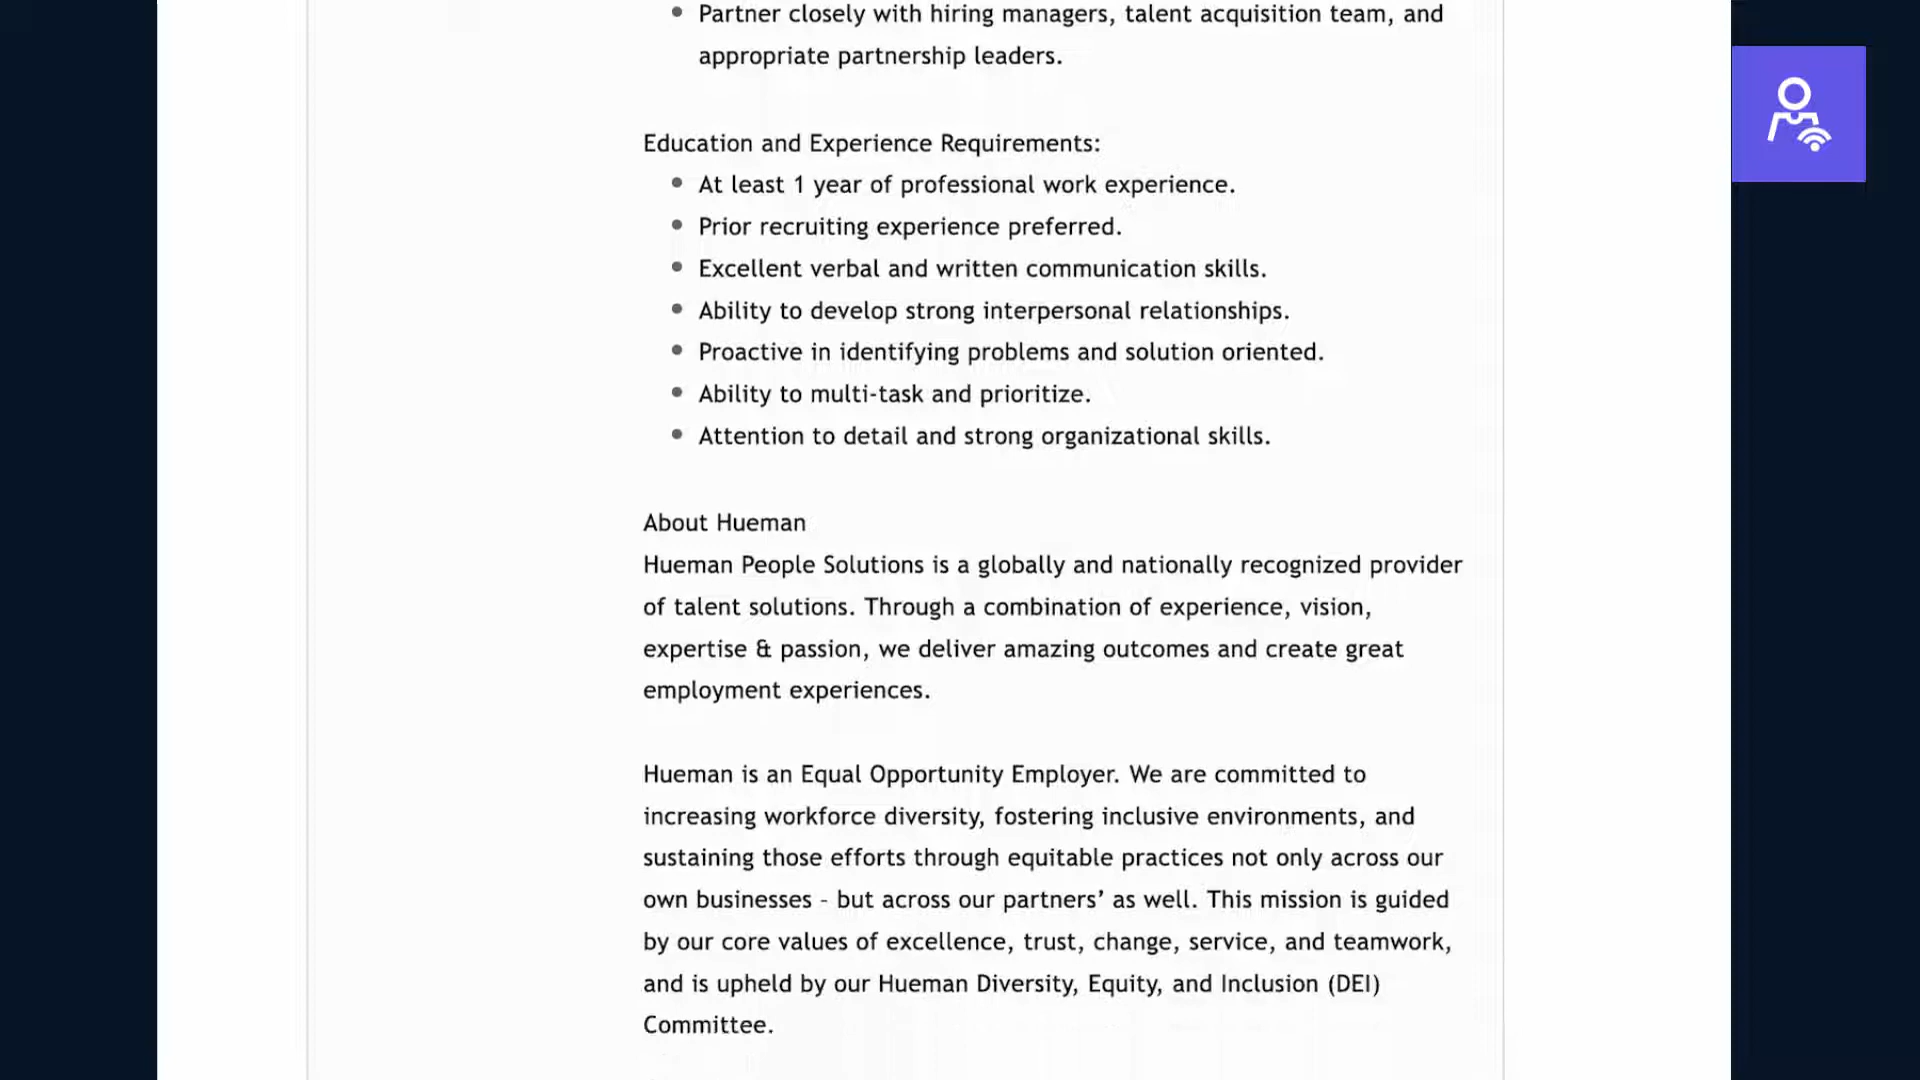 Partner closely with hiring managers, talent acquisition team, and
appropriate partnership leaders.
Education and Experience Requirements:
At least 1 year of professional work experience.
Prior recruiting experience preferred.
Excellent verbal and written communication skills.
Ability to develop strong interpersonal relationships.
Proactive in identifying problems and solution oriented.
Ability to multi-task and prioritize.
Attention to detail and strong organizational skills.
About Hueman
Hueman People Solutions is a globally and nationally recognized provider
of talent solutions. Through a combination of experience, vision,
expertise & passion, we deliver amazing outcomes and create great
employment experiences.
Hueman is an Equal Opportunity Employer. We are committed to
increasing workforce diversity, fostering inclusive environments, and
sustaining those efforts through equitable practices not only across our
own businesses - but across our partners’ as well. This mission is guided
by our core values of excellence, trust, change, service, and teamwork,
and is upheld by our Hueman Diversity, Equity, and Inclusion (DEI)
Committee.